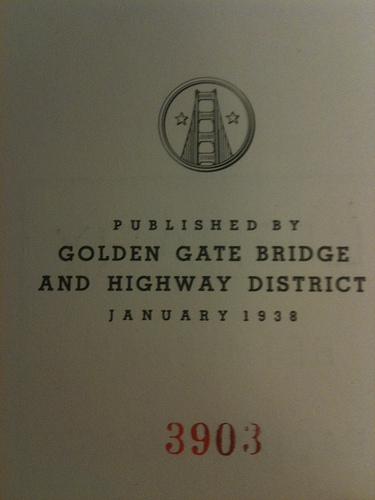 PUBLISHED BY
GOLDEN GATE BRIDGE
AND HIGHWAY DISTRICT
JANUARY 1938
3903